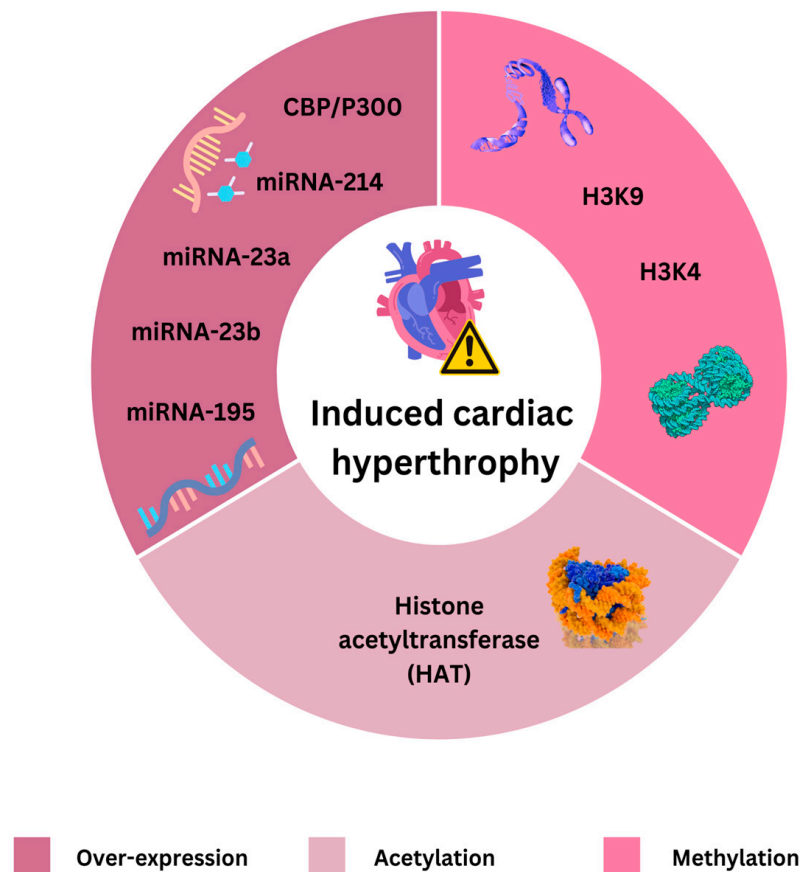 CBP/P300
miRNA-214
miRNA-23a
miRNA-23b
miRNA-195
H3K9
H3K4
Induced cardiac
hyperthrophy
Histone
acetyltransferase
(HAT)
Over-expression
Acetylation
Methylation